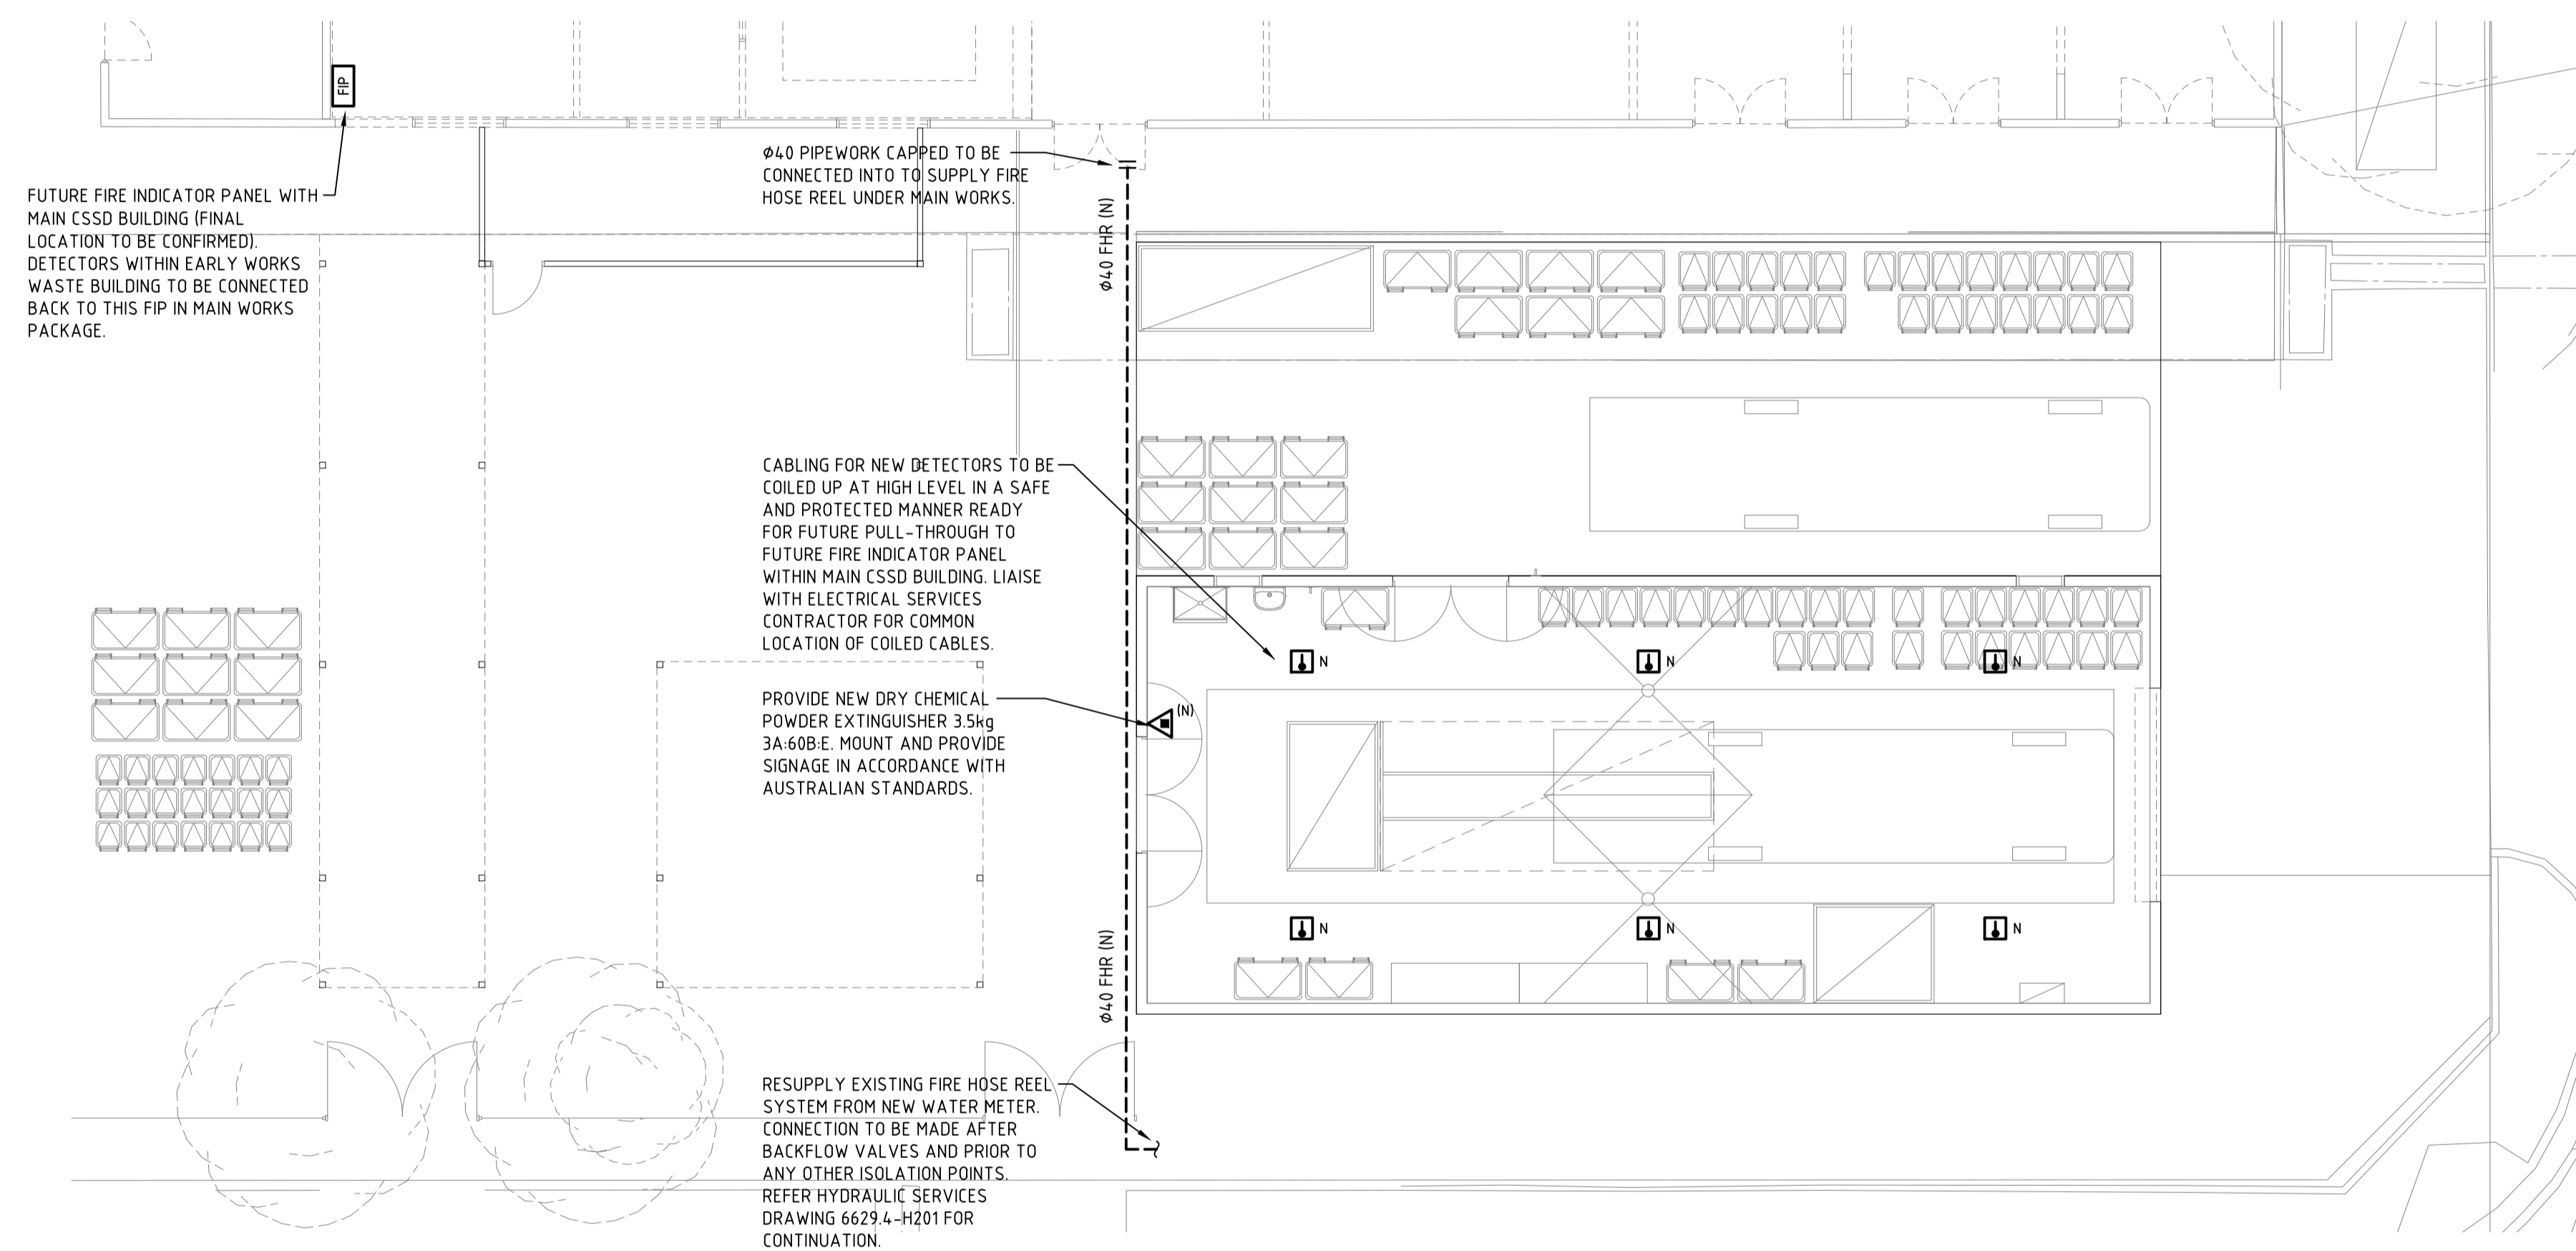 FIP
FUTURE FIRE INDICATOR PANEL WITH
MAIN CSSD BUILDING (FINAL
LOCATION TO BE CONFIRMED).
DETECTORS WITHIN EARLY WORKS
WASTE BUILDING TO BE CONNECTED
BACK TO THIS FIP IN MAIN WORKS
PACKAGE.
Ø40 PIPEWORK CAPPED TO BE
CONNECTED INTO TO SUPPLY FIRE
HOSE REEL UNDER MAIN WORKS.
Ø40 FHR (N)
CABLING FOR NEW DETECTORS TO BE
COILED UP AT HIGH LEVEL IN A SAFE
AND PROTECTED MANNER READY
FOR FUTURE PULL-THROUGH TO
FUTURE FIRE INDICATOR PANEL
WITHIN MAIN CSSD BUILDING. LIAISE
WITH ELECTRICAL SERVICES
CONTRACTOR FOR COMMON
LOCATION OF COILED CABLES.
N
N
N
PROVIDE NEW DRY CHEMICAL
POWDER EXTINGUISHER 3.5kg
3A:60B:E. MOUNT AND PROVIDE
SIGNAGE IN ACCORDANCE WITH
AUSTRALIAN STANDARDS.
(N)
N
N
N
Ø40 FHR (N)
RESUPPLY EXISTING FIRE HOSE REEL
SYSTEM FROM NEW WATER METER.
CONNECTION TO BE MADE AFTER
BACKFLOW VALVES AND PRIOR TO
ANY OTHER ISOLATION POINTS.
REFER HYDRAULIC SERVICES
DRAWING 6629.4-H201 FOR
CONTINUATION.